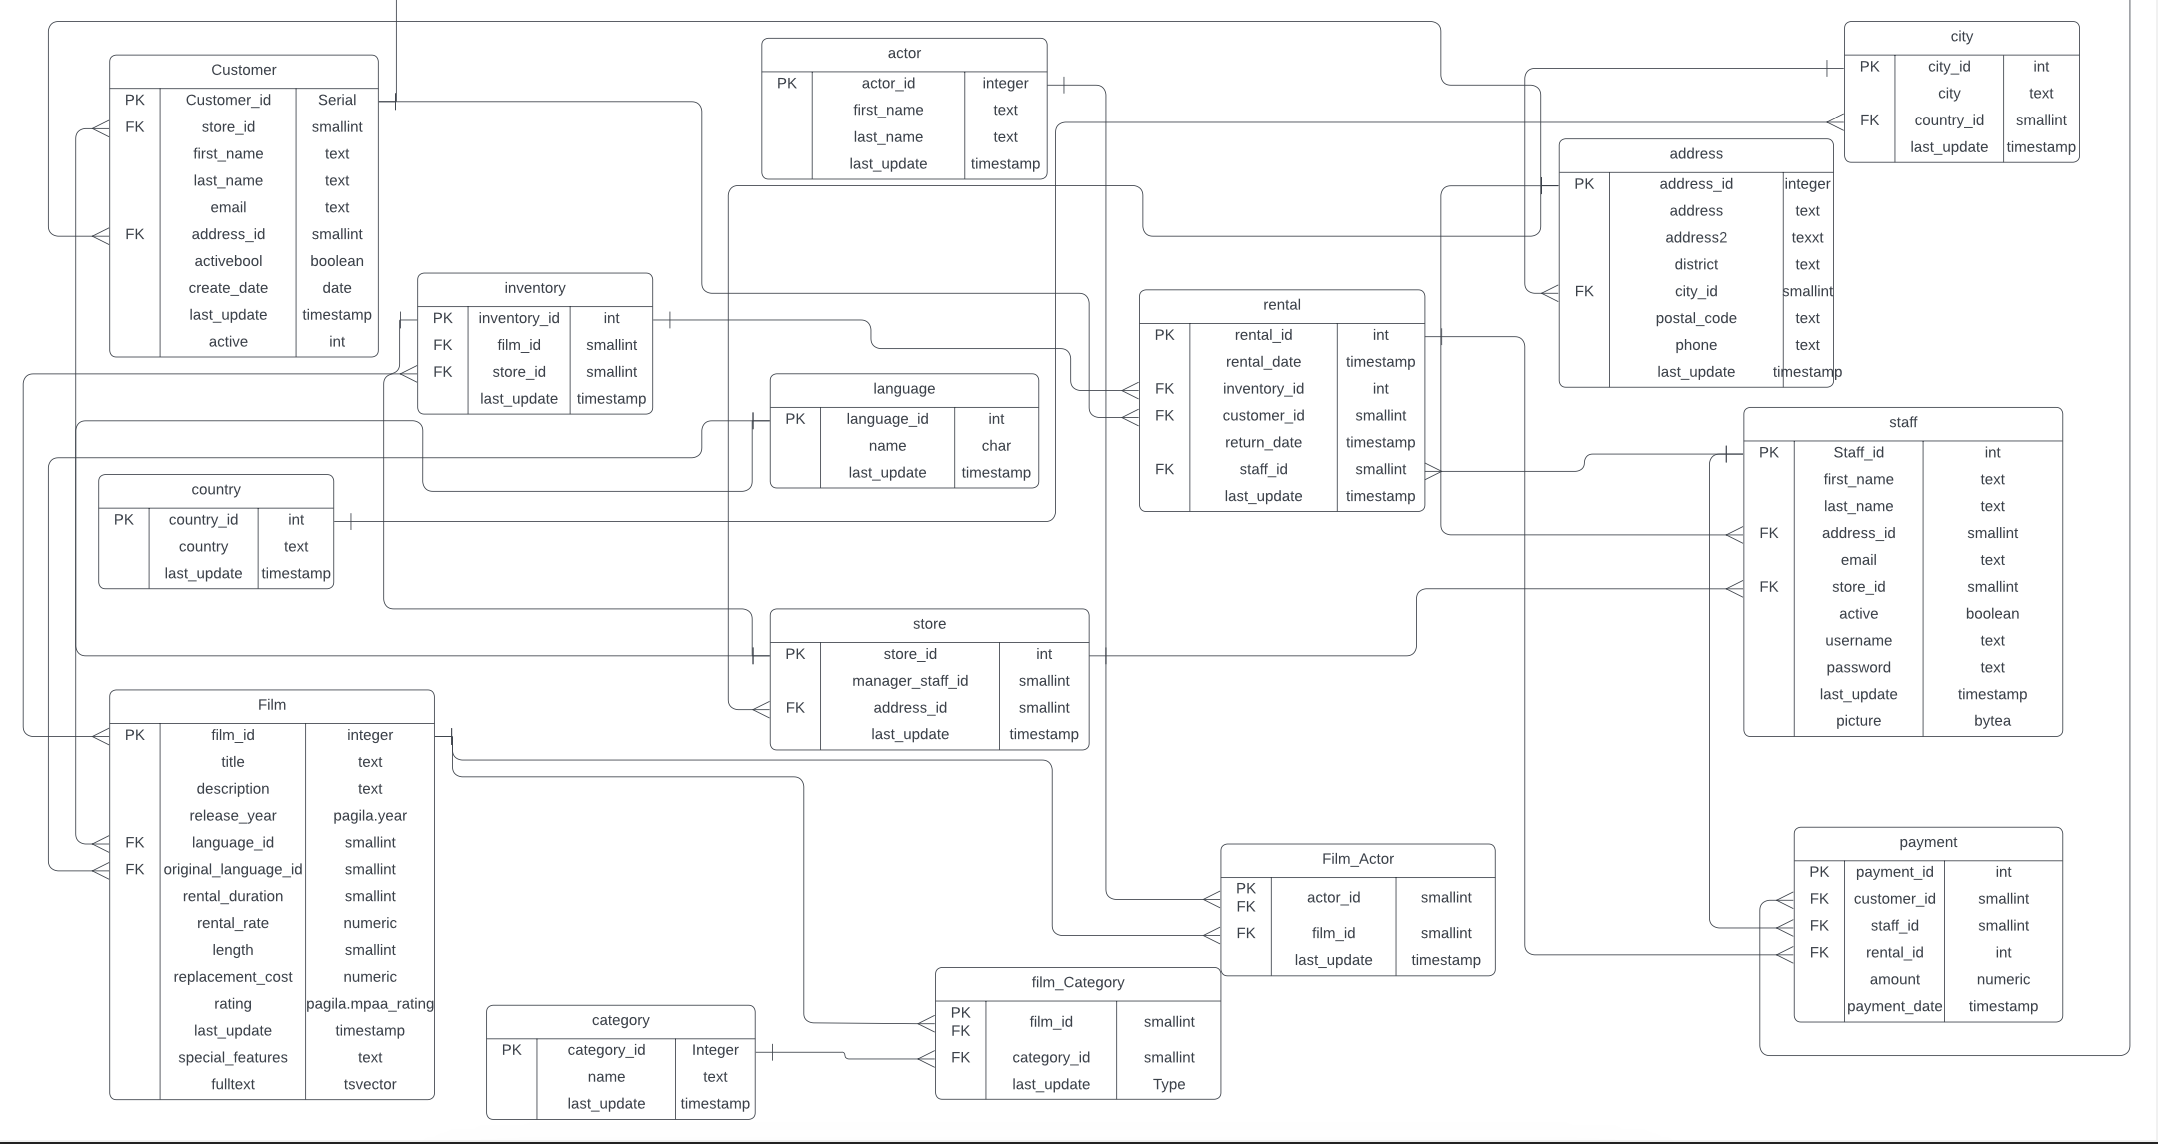 Customer
PK Customer_id Serial
FK store_id smallint
first_name text
last_name text
email text
FK address_id smallint
activebool boolean
create_date date
last_update timestamp
active int
actor
PK actor_id integer
first_name text
last_name text
last_update timestamp
city
PK city_id int
city text
FK country_id smallint
last_update timestamp
address
PK address_id integer
address text
address2 texxt
district text
FK city_id smallint
postal_code text
phone text
last_update timestamp
inventory
PK inventory_id int
FK film_id smallint
FK store_id smallint
last_update timestamp
rental
PK rental_id int
rental_date timestamp
FK inventory_id int
FK customer_id smallint
return_date timestamp
FK staff_id smallint
last_update timestamp
language
PK language_id int
name char
last_update timestamp
staff
PK Staff_id int
first_name text
last_name text
FK address_id smallint
email text
FK store_id smallint
active boolean
username text
password text
last_update timestamp
picture bytea
country
PK country_id int
country text
last_update timestamp
store
PK store_id int
manager_staff_id smallint
FK address_id smallint
last_update timestamp
Film
PK film_id integer
title text
description text
release_year pagila.year
FK language_id smallint
FK original_language_id smallint
rental_duration smallint
rental_rate numeric
length smallint
replacement_cost numeric
rating pagila.mpaa_rating
last_update timestamp
special_features text
fulltext tsvector
Film_Actor
PK
FK actor_id smallint
FK film_id smallint
last_update timestamp
payment
PK payment_id int
FK customer_id smallint
FK staff_id smallint
FK rental_id int
amount numeric
payment_date timestamp
film_Category
PK
FK film_id smallint
FK category_id smallint
last_update Type
category
PK category_id Integer
name text
last_update timestamp